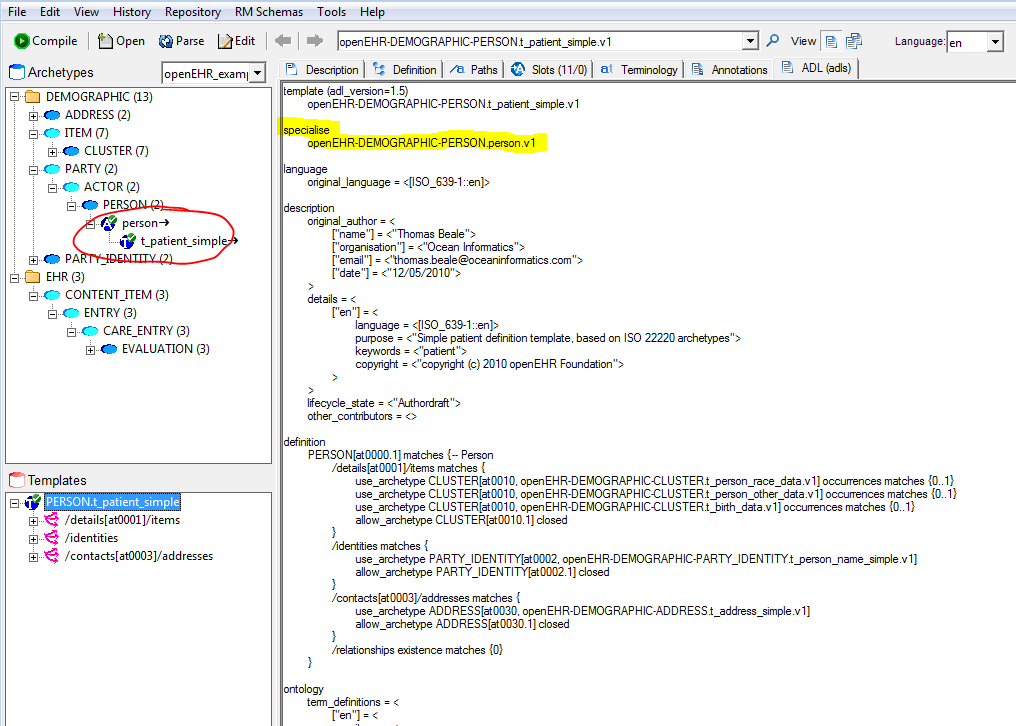 File Edit View History Repository RM Schemas Tools Help
Compile Open Parse Edit openEHR-DEMOGRAPHIC-PERSON.t_patient_simple.v1 View Language: en
Archetypes openEHR_examp
Description Definition Paths Slots (11/0) Terminology Annotations ADL (adls)
DEMOGRAPHIC (13)
ADDRESS (2)
ITEM (7)
CLUSTER (7)
PARTY (2)
ACTOR (2)
PERSON (2)
person→
t_patient_simple→
PARTY_IDENTITY (2)
EHR (3)
CONTENT_ITEM (3)
ENTRY (3)
CARE_ENTRY (3)
EVALUATION (3)
Templates
PERSON.t_patient_simple
/details[at0001]/items
/identities
/contacts[at0003]/addresses
template (adl_version=1.5)
openEHR-DEMOGRAPHIC-PERSON.t_patient_simple.v1
specialise
openEHR-DEMOGRAPHIC-PERSON.person.v1
language
original_language = <[ISO_639-1::en]>
description
original_author = <
["name"] = <"Thomas Beale">
["organisation"] = <"Ocean Informatics">
["email"] = <"thomas.beale@oceaninformatics.com">
["date"] = <"12/05/2010">
>
details = <
["en"] = <
language = <[ISO_639-1::en]>
purpose = <"Simple patient definition template, based on ISO 22220 archetypes">
keywords = <"patient">
copyright = <"copyright (c) 2010 openEHR Foundation">
>
>
lifecycle_state = <"Authordraft">
other_contributors = <>
definition
PERSON[at0000.1] matches {-- Person
/details[at0001]/items matches {
use_archetype CLUSTER[at0010, openEHR-DEMOGRAPHIC-CLUSTER.t_person_race_data.v1] occurrences matches {0..1}
use_archetype CLUSTER[at0010, openEHR-DEMOGRAPHIC-CLUSTER.t_person_other_data.v1] occurrences matches {0..1}
use_archetype CLUSTER[at0010, openEHR-DEMOGRAPHIC-CLUSTER.t_birth_data.v1] occurrences matches {0..1}
allow_archetype CLUSTER[at0010.1] closed
}
/identities matches {
use_archetype PARTY_IDENTITY[at0002, openEHR-DEMOGRAPHIC-PARTY_IDENTITY.t_person_name_simple.v1]
allow_archetype PARTY_IDENTITY[at0002.1] closed
}
/contacts[at0003]/addresses matches {
use_archetype ADDRESS[at0030, openEHR-DEMOGRAPHIC-ADDRESS.t_address_simple.v1]
allow_archetype ADDRESS[at0030.1] closed
}
/relationships existence matches {0}
}
ontology
term_definitions = <
["en"] = <